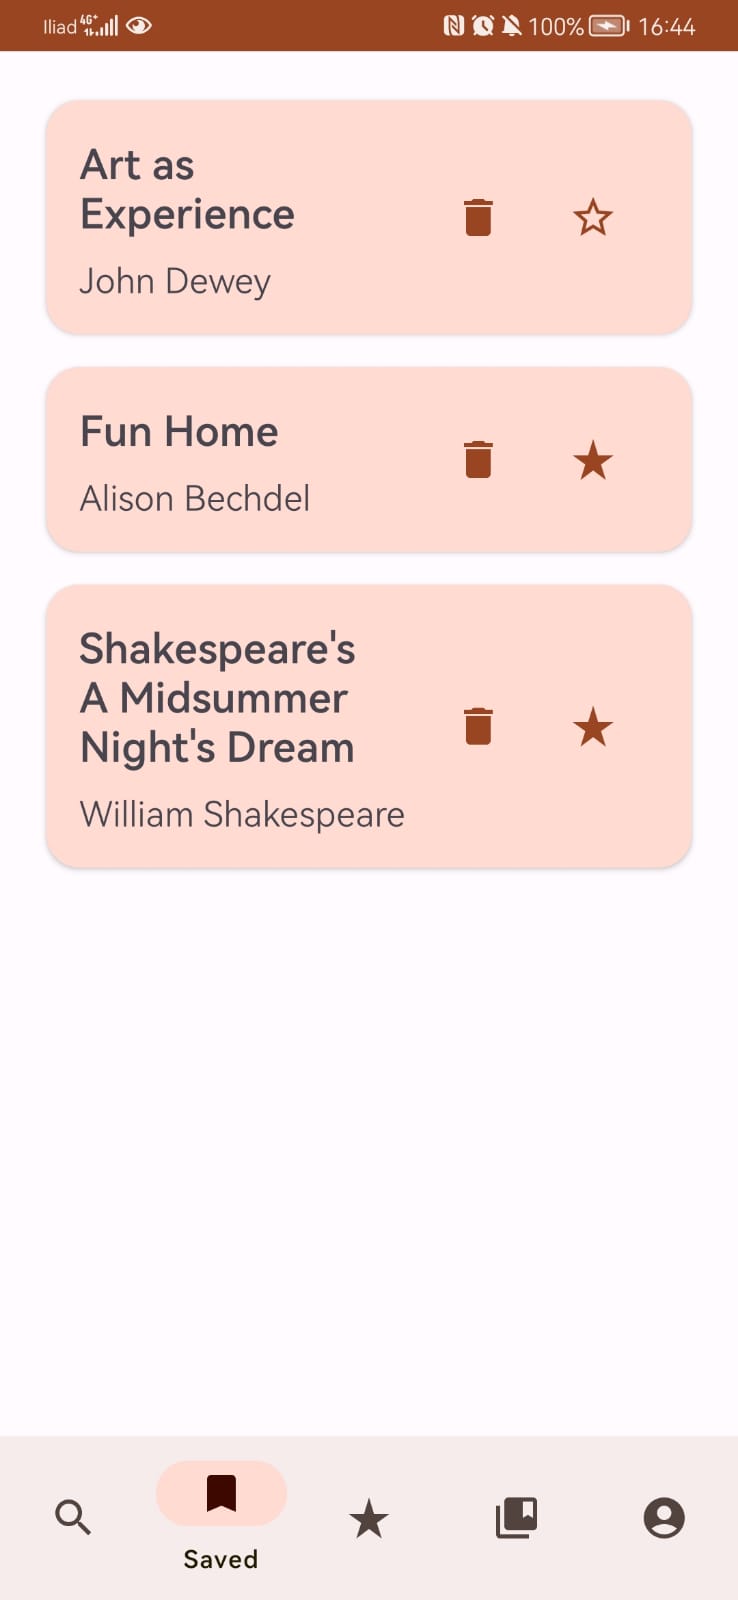 Iliad 4G+ 100% 16:44
Art as
Experience
John Dewey
Fun Home
Alison Bechdel
Shakespeare's
A Midsummer
Night's Dream
William Shakespeare
Saved